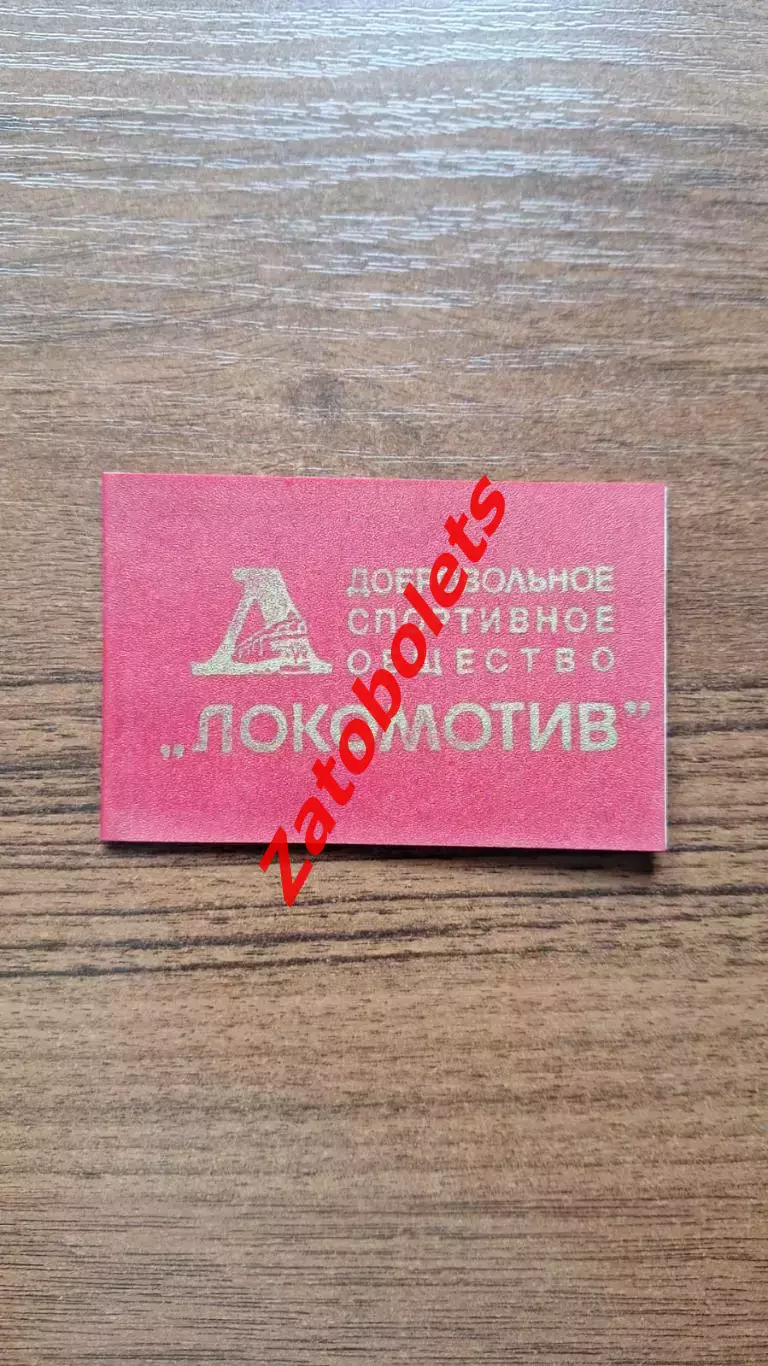 ДОБРОВОЛЬНОЕ
СПОРТИВНОЕ
ОБЩЕСТВО
„ЛОКОМОТИВ”
Zatobolets